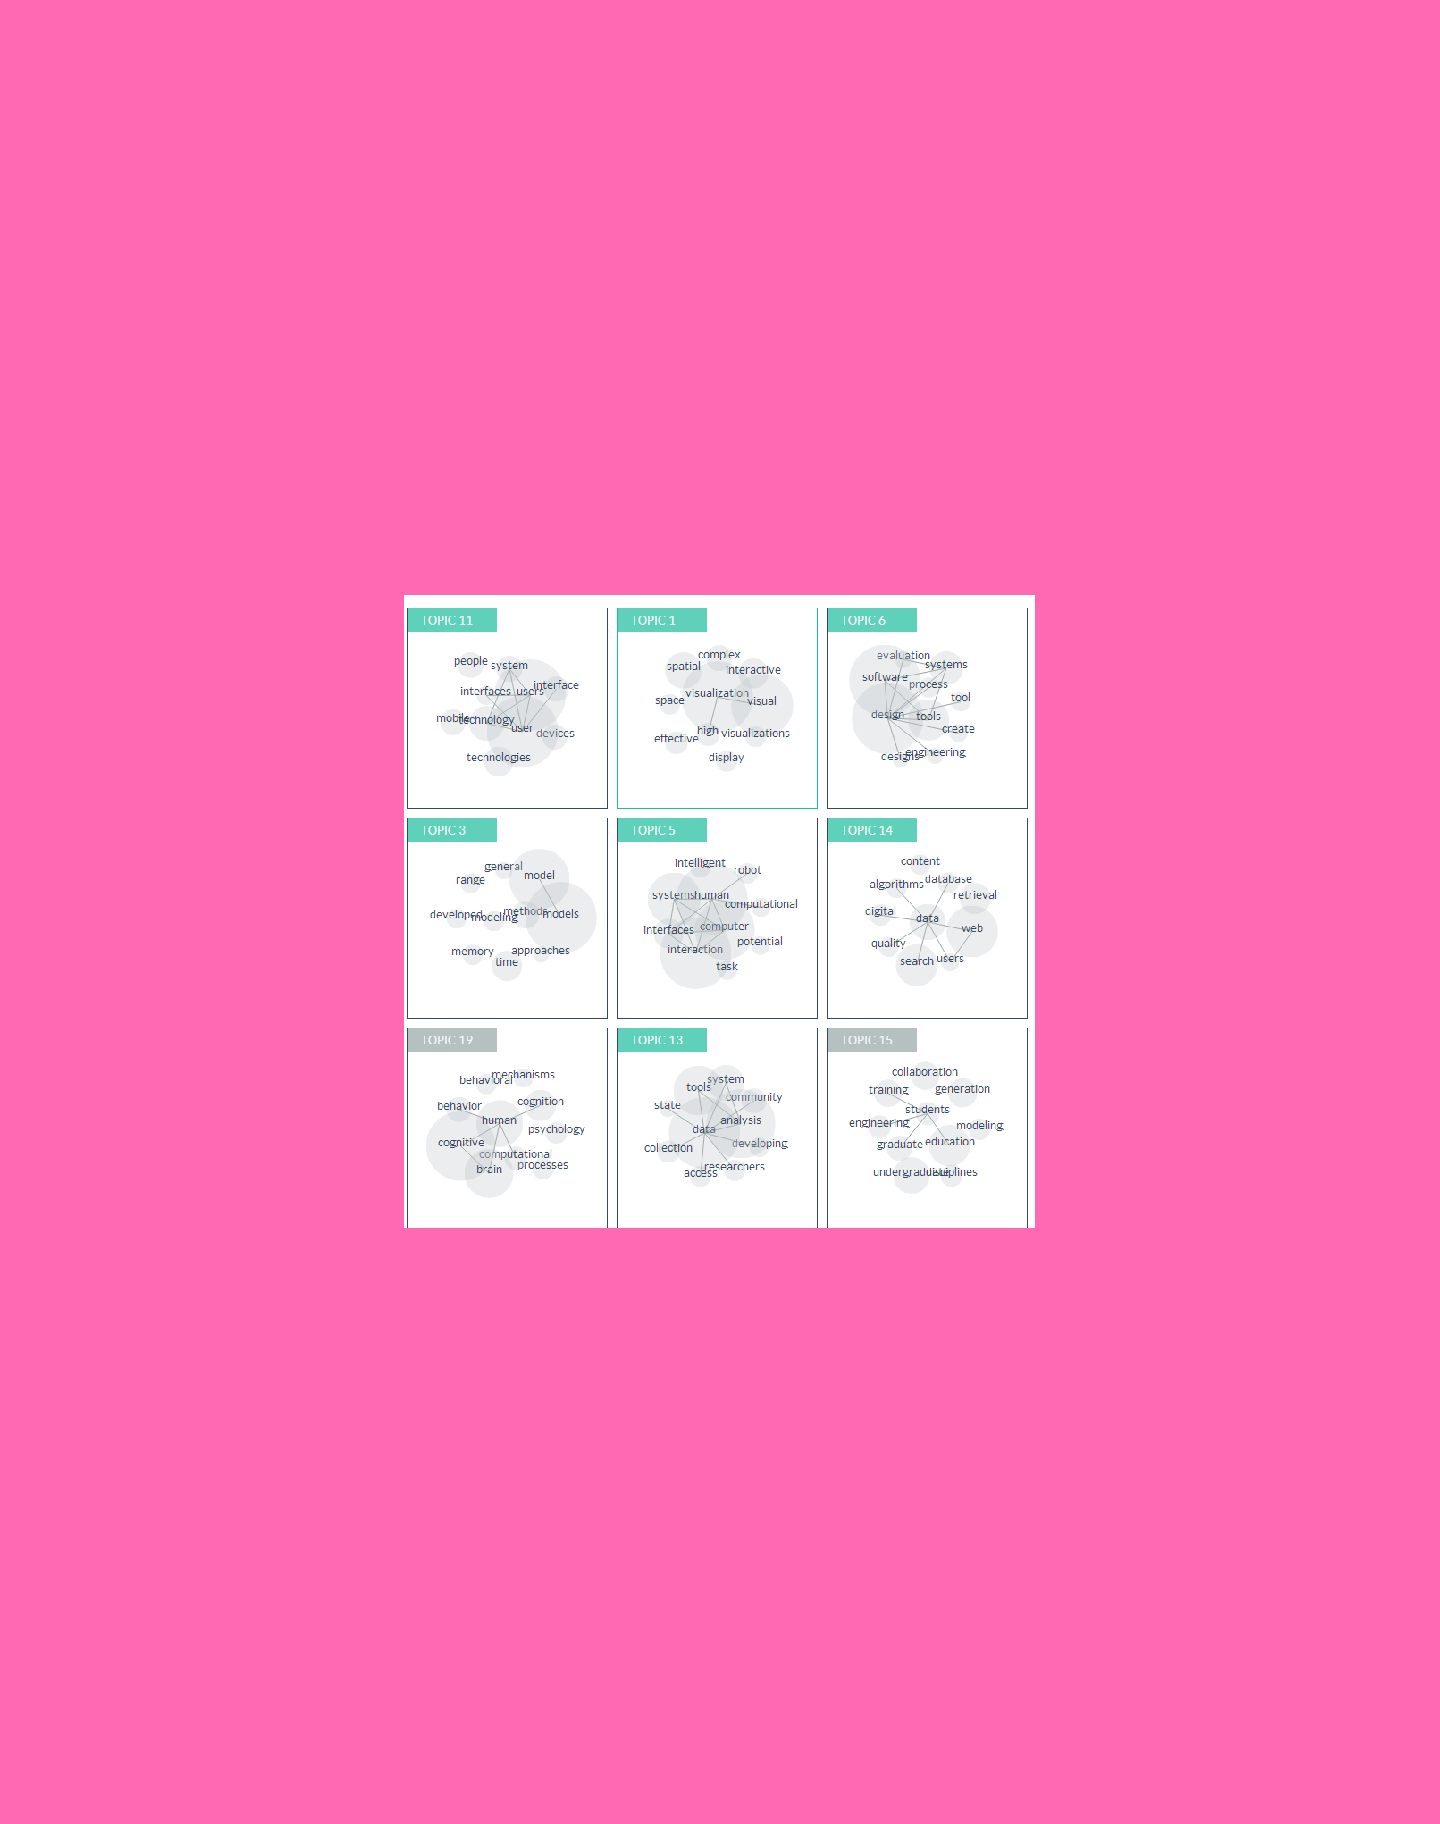 TOPIC 11
people
system
interface
interfaces
users
mobile
technology
user
devices
technologies
TOPIC 1
complex
spatial
interactive
visualization
space
visual
high
visualizations
effective
display
TOPIC 6
evaluation
systems
software
process
tool
design
tools
create
engineering
designs
TOPIC 3
general
model
range
methods
developed
modeling
models
memory
approaches
time
TOPIC 5
intelligent
robot
systems
human
computational
interfaces
computer
potential
interaction
task
TOPIC 14
content
algorithms
database
retrieval
digital
data
web
quality
search
users
TOPIC 19
mechanisms
behavioral
cognition
behavior
human
psychology
cognitive
computational
processes
brain
TOPIC 13
system
tools
community
state
analysis
data
developing
collection
researchers
access
TOPIC 15
collaboration
training
generation
students
engineering
modeling
graduate
education
undergraduate
disciplines